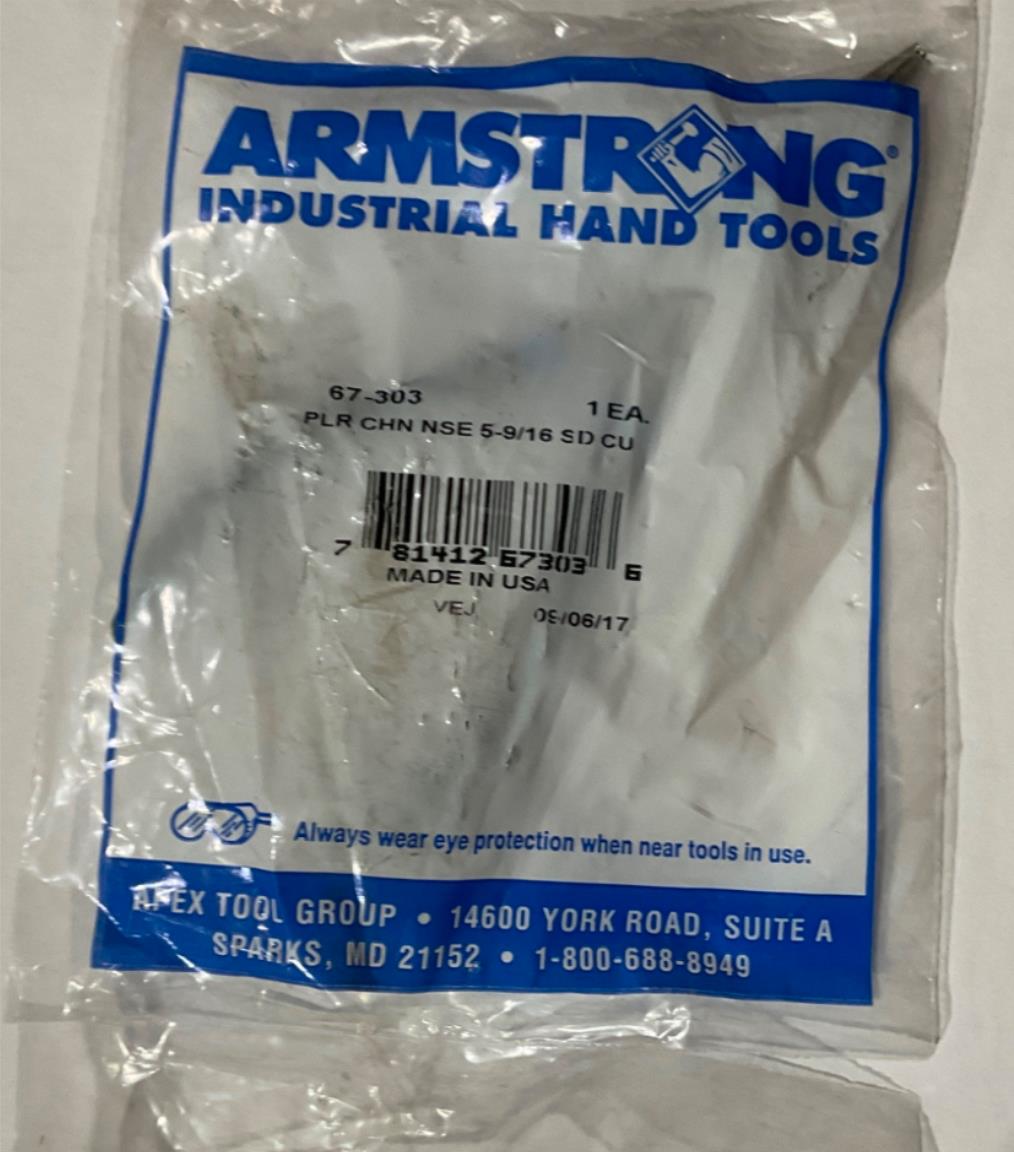 ARMSTRONG®
INDUSTRIAL HAND TOOLS
67-303 1 EA.
PLR CHN NSE 5-9/16 SD CU
7 81412 67303 6
MADE IN USA
VEJ 09/06/17
Always wear eye protection when near tools in use.
APEX TOOL GROUP • 14600 YORK ROAD, SUITE A
SPARKS, MD 21152 • 1-800-688-8949